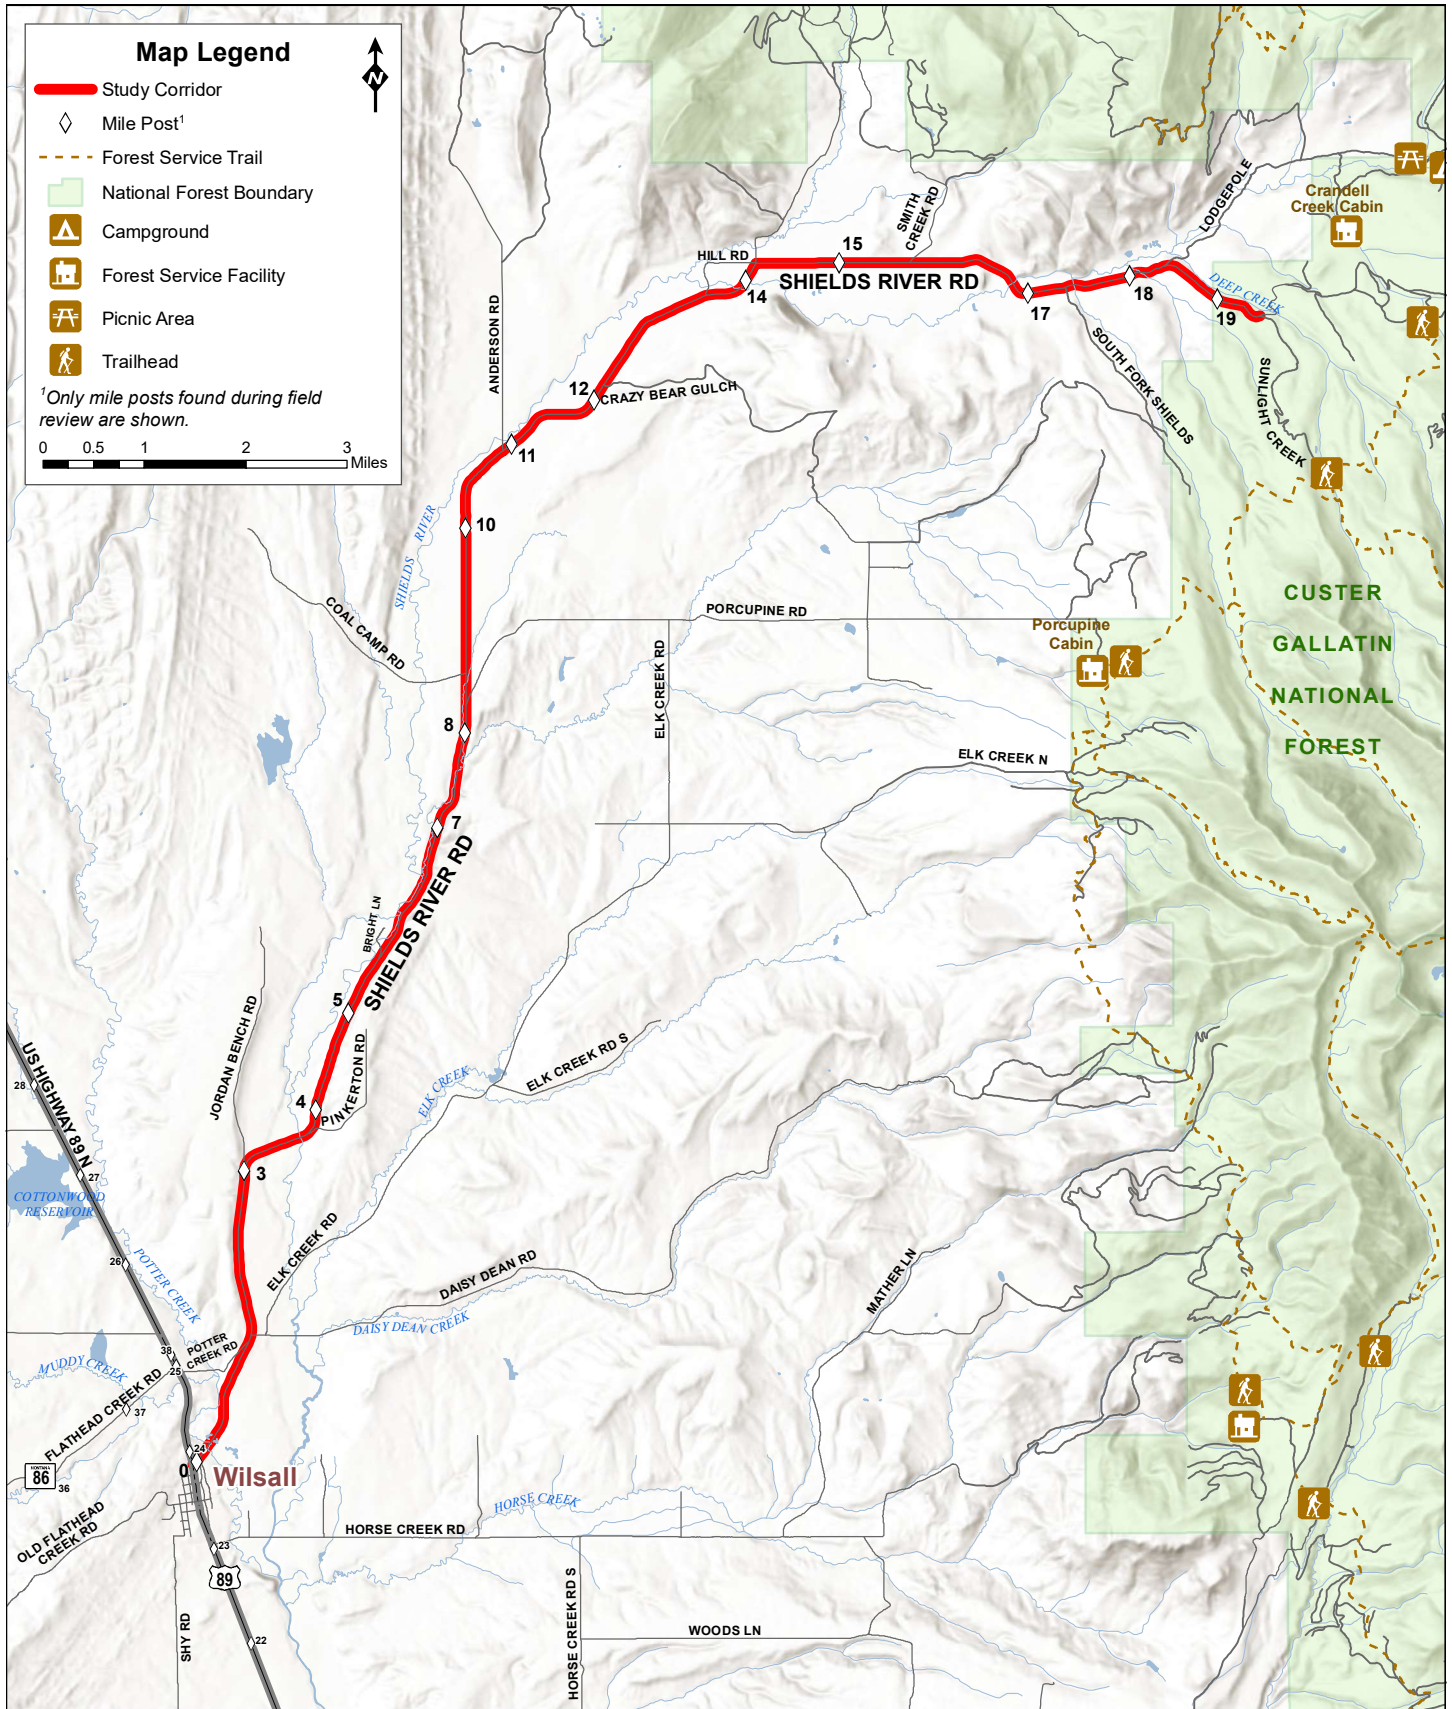 Map Legend
N
Study Corridor
Mile Post1
Forest Service Trail
National Forest Boundary
Campground
Forest Service Facility
Picnic Area
Trailhead
1Only mile posts found during field
review are shown.
0 0.5 1 2 3
Miles
LODGEPOLE
Crandell
Creek Cabin
SMITH
CREEK RD
15
HILL RD
14
SHIELDS RIVER RD
17
18
DEEP CREEK
19
ANDERSON RD
12
CRAZY BEAR GULCH
11
SOUTH FORK SHIELDS
SUNLIGHT CREEK
10
SHIELDS RIVER
COAL CAMP RD
PORCUPINE RD
Porcupine
Cabin
CUSTER
GALLATIN
NATIONAL
FOREST
ELK CREEK RD
8
ELK CREEK N
7
SHIELDS RIVER RD
BRIGHT LN
5
JORDAN BENCH RD
PINKERTON RD
4
ELK CREEK
ELK CREEK RD S
US HIGHWAY 89 N
28
27
3
COTTONWOOD
RESERVOIR
26
POTTER CREEK
ELK CREEK RD
DAISY DEAN RD
MATHER LN
DAISY DEAN CREEK
38
POTTER
CREEK RD
25
MUDDY CREEK
FLATHEAD CREEK RD
37
24
0
Wilsall
MONTANA
86
36
OLD FLATHEAD
CREEK RD
HORSE CREEK
HORSE CREEK RD
23
89
22
SHY RD
HORSE CREEK RD S
WOODS LN